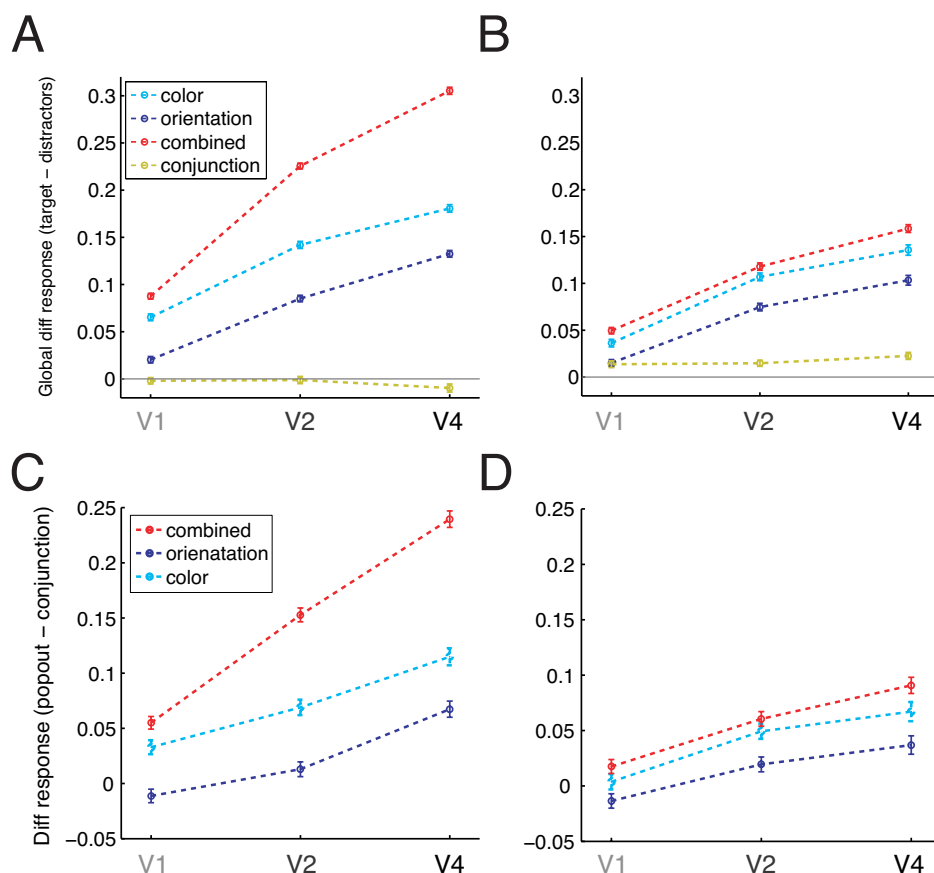 A
B
Global diff response (target – distractors)
0.3
0.25
0.2
0.15
0.1
0.05
0
color
orientation
combined
conjunction
V1
V2
V4
0.3
0.25
0.2
0.15
0.1
0.05
0
V1
V2
V4
C
D
Diff response (popout – conjunction)
0.25
0.2
0.15
0.1
0.05
0
−0.05
combined
orienatation
color
V1
V2
V4
0.25
0.2
0.15
0.1
0.05
0
−0.05
V1
V2
V4